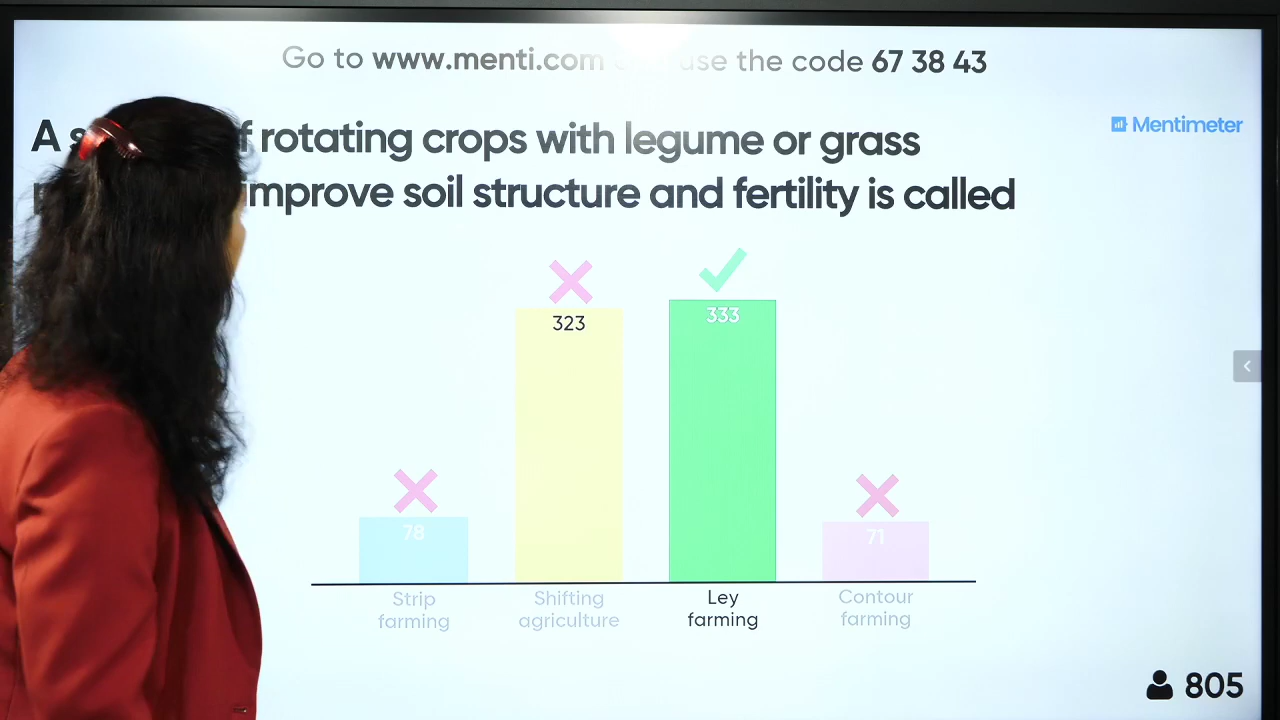 Go to www.menti.com use the code 67 38 43
A rotating crops with legume or grass
improve soil structure and fertility is called
Mentimeter
323
333
78
71
Strip
farming
Shifting
agriculture
Ley
farming
Contour
farming
805